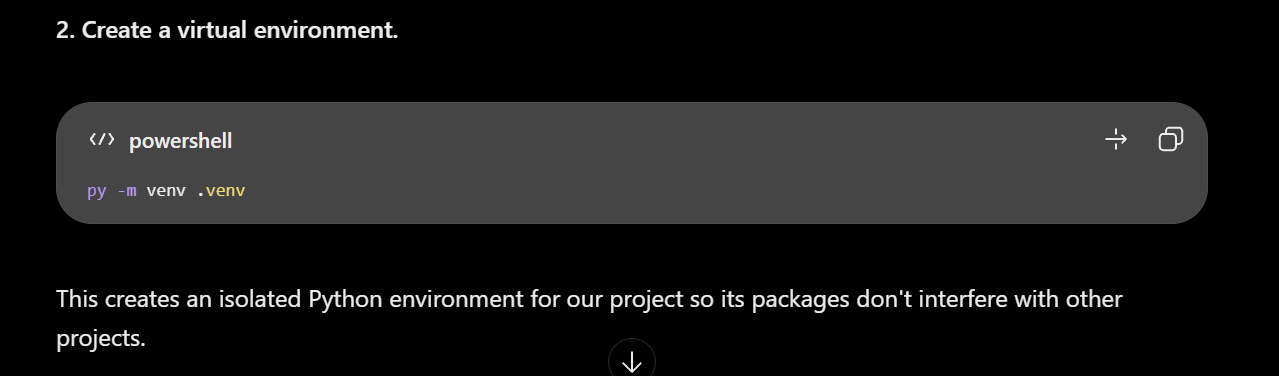 2. Create a virtual environment.
</> powershell
py -m venv .venv
This creates an isolated Python environment for our project so its packages don't interfere with other
projects.